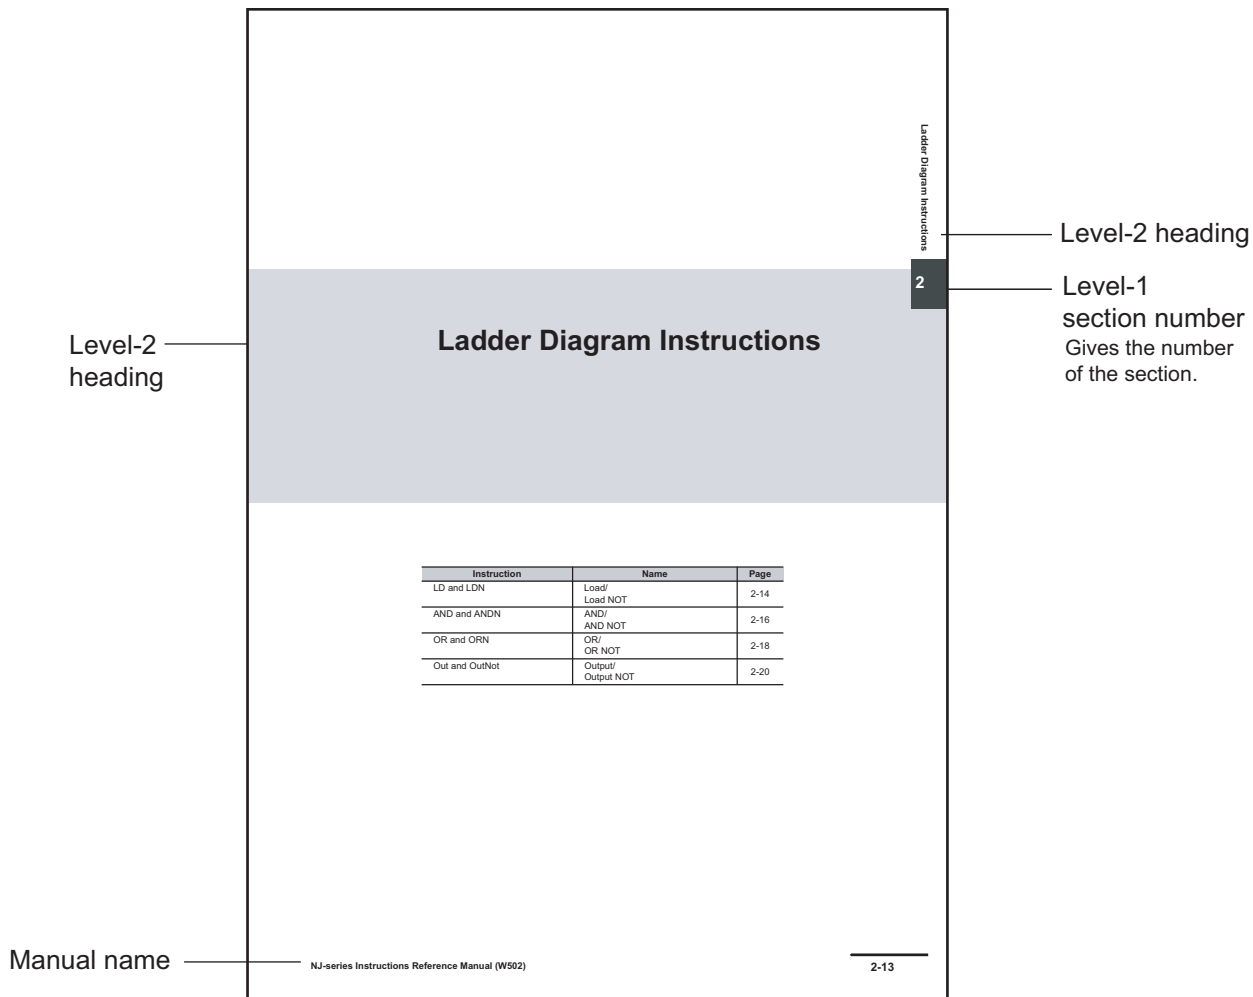 Ladder Diagram Instructions
Level-2 heading
2
Level-1
section number
Gives the number
of the section.
Level-2
heading
Ladder Diagram Instructions
Instruction Name Page
LD and LDN Load/
Load NOT 2-14
AND and ANDN AND/
AND NOT 2-16
OR and ORN OR/
OR NOT 2-18
Out and OutNot Output/
Output NOT 2-20
Manual name
NJ-series Instructions Reference Manual (W502)
2-13